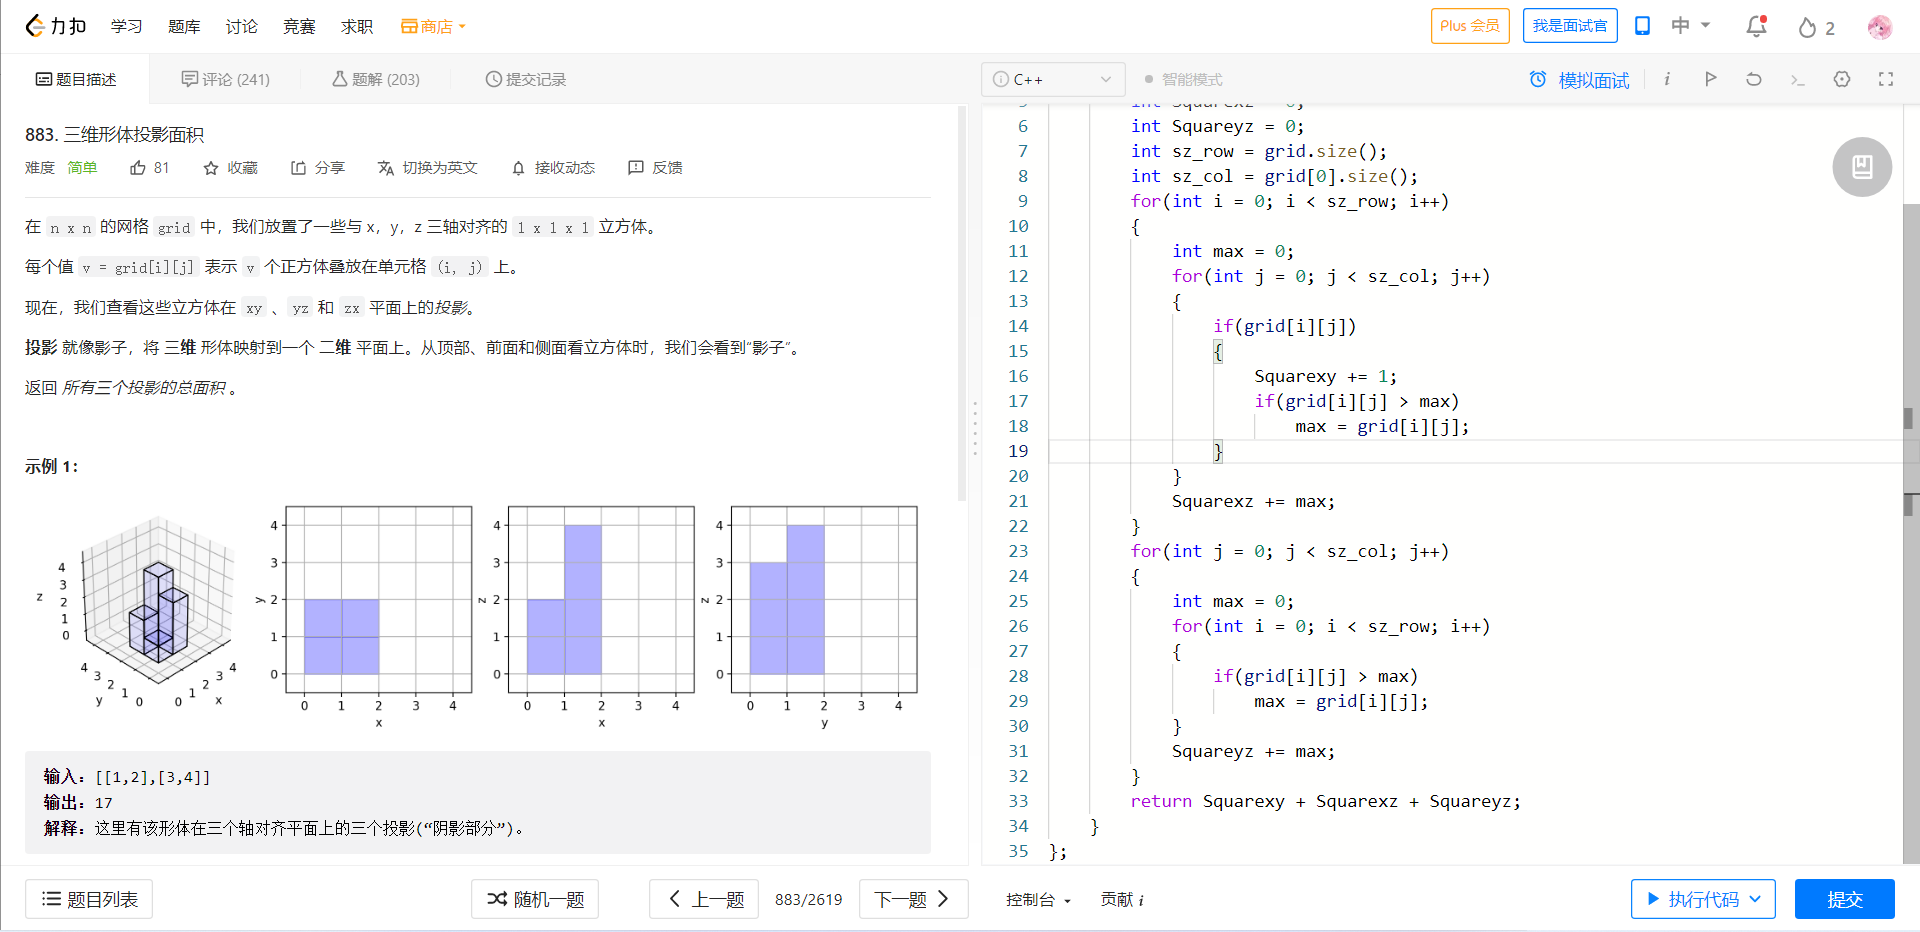 力扣 学习 题库 讨论 竞赛 求职 商店 Plus 会员 我是面试官 中 2
题目描述 评论 (241) 题解 (203) 提交记录
C++ 智能模式 模拟面试 i
883. 三维形体投影面积
难度 简单 81 收藏 分享 切换为英文 接收动态 反馈
在 n x n 的网格 grid 中，我们放置了一些与 x，y，z 三轴对齐的 1 x 1 x 1 立方体。
每个值 v = grid[i][j] 表示 v 个正方体叠放在单元格 (i, j) 上。
现在，我们查看这些立方体在 xy 、 yz 和 zx 平面上的投影。
投影 就像影子，将 三维 形体映射到一个 二维 平面上。从顶部、前面和侧面看立方体时，我们会看到“影子”。
返回 所有三个投影的总面积 。
示例 1：
z 4 3 2 1 0 4 3 2 1 0 y 0 1 2 3 4 x
4 3 2 1 0 y 0 1 2 3 4 x
4 3 2 1 0 z 0 1 2 3 4 x
4 3 2 1 0 z 0 1 2 3 4 y
输入：[[1,2],[3,4]]
输出：17
解释：这里有该形体在三个轴对齐平面上的三个投影(“阴影部分”)。
题目列表 随机一题 上一题 883/2619 下一题
5 int Squarexz = 0;
6 int Squareyz = 0;
7 int sz_row = grid.size();
8 int sz_col = grid[0].size();
9 for(int i = 0; i < sz_row; i++)
10 {
11 int max = 0;
12 for(int j = 0; j < sz_col; j++)
13 {
14 if(grid[i][j])
15 {
16 Squarexy += 1;
17 if(grid[i][j] > max)
18 max = grid[i][j];
19 }
20 }
21 Squarexz += max;
22 }
23 for(int j = 0; j < sz_col; j++)
24 {
25 int max = 0;
26 for(int i = 0; i < sz_row; i++)
27 {
28 if(grid[i][j] > max)
29 max = grid[i][j];
30 }
31 Squareyz += max;
32 }
33 return Squarexy + Squarexz + Squareyz;
34 }
35 };
控制台 贡献 i 执行代码 提交